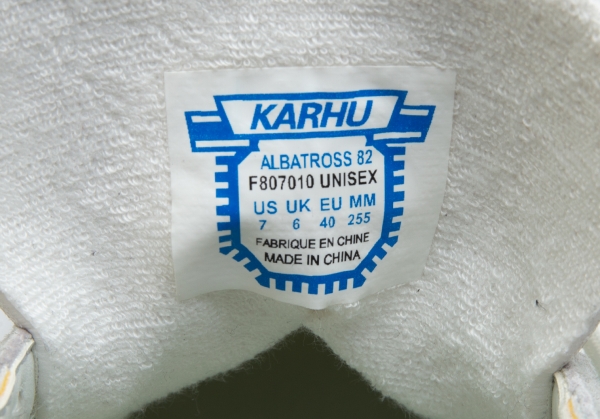 KARHU
ALBATROSS 82
F807010 UNISEX
US UK EU MM
7 6 40 255
FABRIQUE EN CHINE
MADE IN CHINA